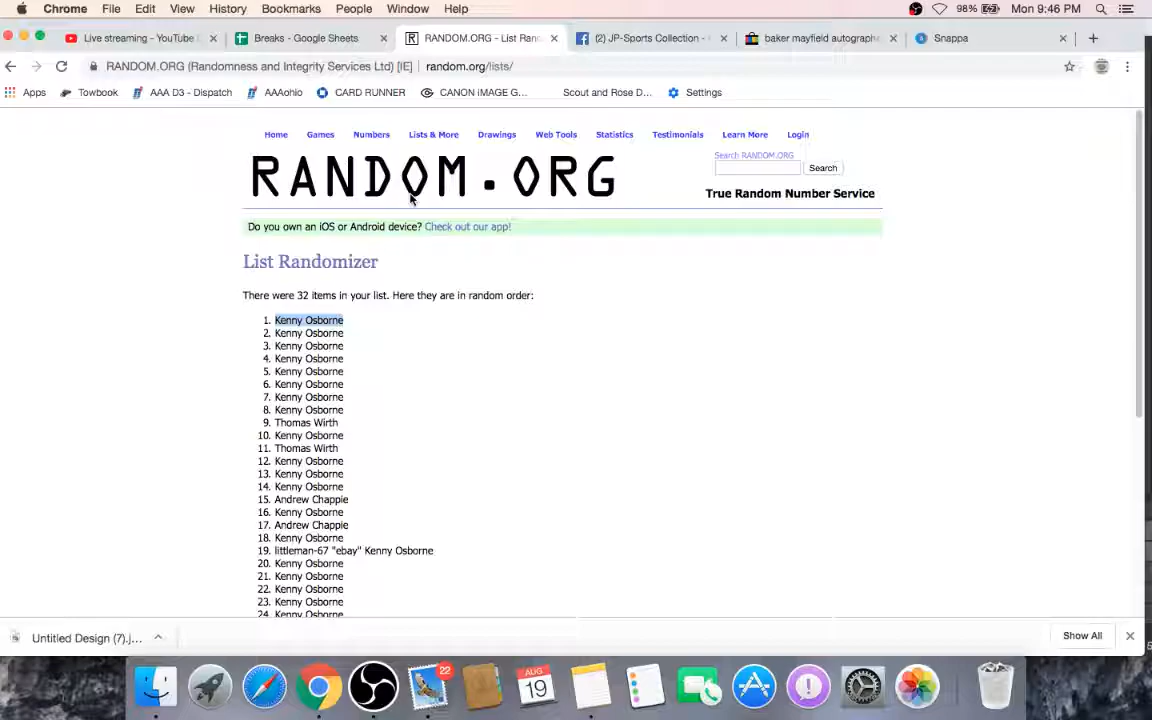 Chrome File Edit View History Bookmarks People Window Help 98% Mon 9:46 PM
Live streaming - YouTube Breaks - Google Sheets RANDOM.ORG - List Rand (2) JP-Sports Collection - baker mayfield autographe Snappa
RANDOM.ORG (Randomness and Integrity Services Ltd) [IE] random.org/lists/
Apps Towbook AAA D3 - Dispatch AAAohio CARD RUNNER CANON iMAGE G... Scout and Rose D... Settings
Home Games Numbers Lists & More Drawings Web Tools Statistics Testimonials Learn More Login
Search RANDOM.ORG
RANDOM.ORG
Search
True Random Number Service
Do you own an iOS or Android device? Check out our app!
List Randomizer
There were 32 items in your list. Here they are in random order:
1. Kenny Osborne
2. Kenny Osborne
3. Kenny Osborne
4. Kenny Osborne
5. Kenny Osborne
6. Kenny Osborne
7. Kenny Osborne
8. Kenny Osborne
9. Thomas Wirth
10. Kenny Osborne
11. Thomas Wirth
12. Kenny Osborne
13. Kenny Osborne
14. Kenny Osborne
15. Andrew Chappie
16. Kenny Osborne
17. Andrew Chappie
18. Kenny Osborne
19. littleman-67 "ebay" Kenny Osborne
20. Kenny Osborne
21. Kenny Osborne
22. Kenny Osborne
23. Kenny Osborne
24. Kenny Osborne
Untitled Design (7).j... Show All
22
AUG
19